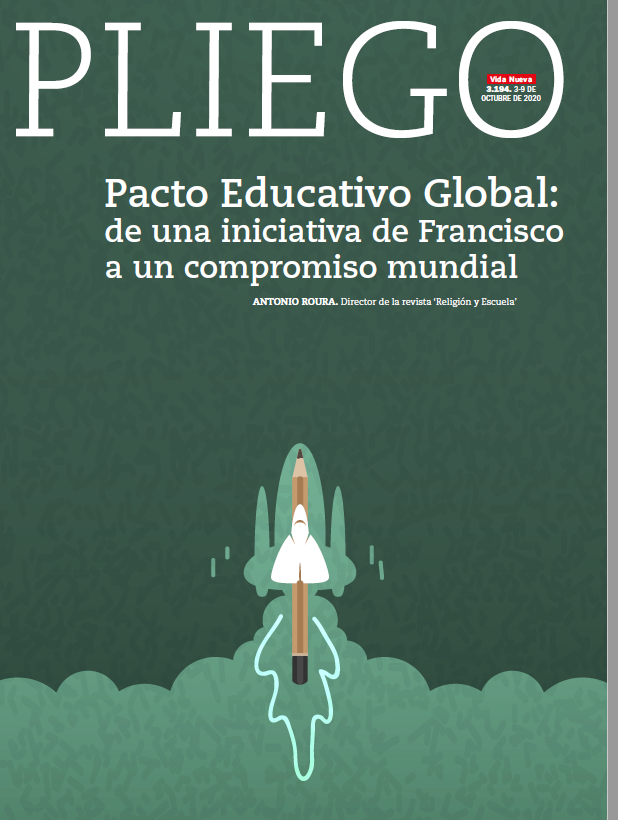 PLIEGO
Vida Nueva
3.194. 3-9 DE
OCTUBRE DE 2020
Pacto Educativo Global:
de una iniciativa de Francisco
a un compromiso mundial
ANTONIO ROURA. Director de la revista ‘Religión y Escuela’